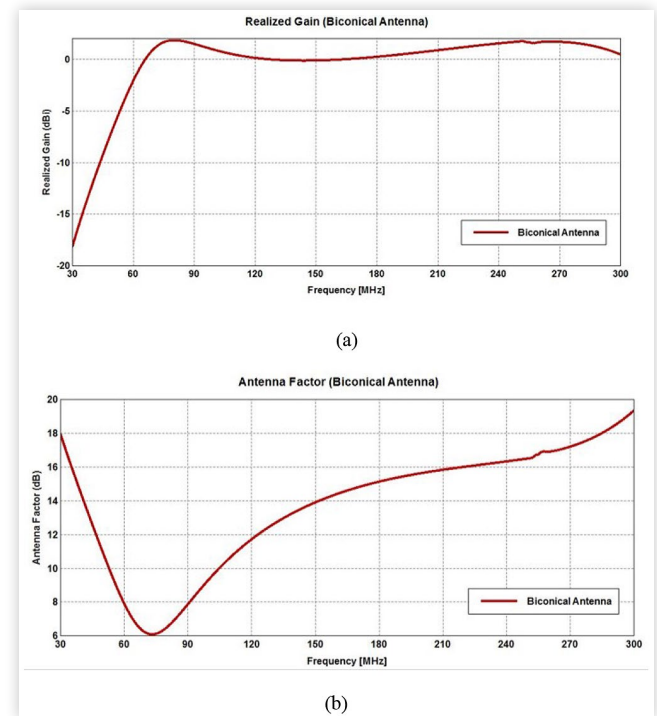 Realized Gain (Biconical Antenna)
Realized Gain (dBi)
0
-5
-10
-15
-20
Biconical Antenna
30 60 90 120 150 180 210 240 270 300
Frequency [MHz]
(a)
Antenna Factor (Biconical Antenna)
Antenna Factor (dB)
20
18
16
14
12
10
8
6
Biconical Antenna
30 60 90 120 150 180 210 240 270 300
Frequency [MHz]
(b)